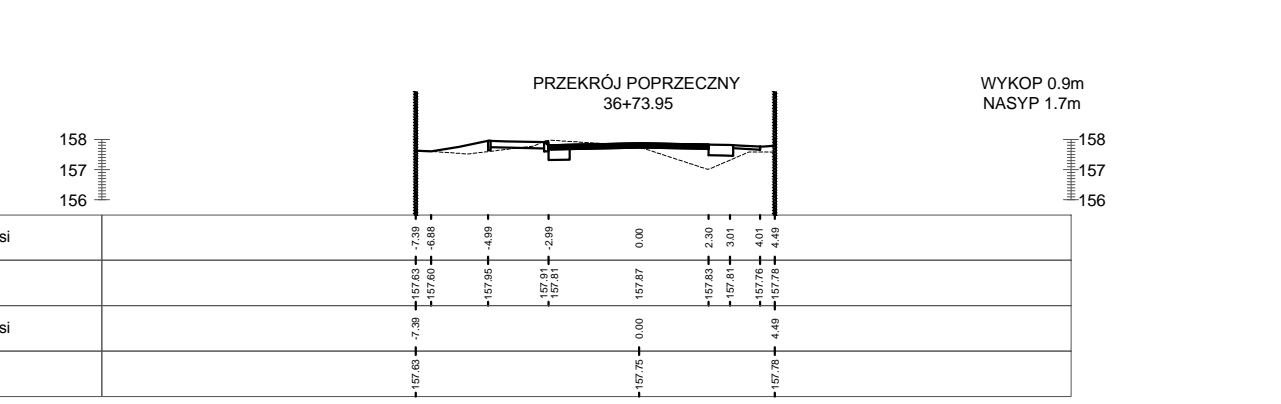 PRZEKRÓJ POPRZECZNY
36+73.95
WYKOP 0.9m
NASYP 1.7m
158
157
156
158
157
156
si
-7.39 -6.88 -4.99 -2.99 0.00 2.30 3.01 4.01 4.49
157.63 157.60 157.95 157.91 157.81 157.87 157.83 157.81 157.76 157.78
si
-7.39 0.00 4.49
157.63 157.75 157.78